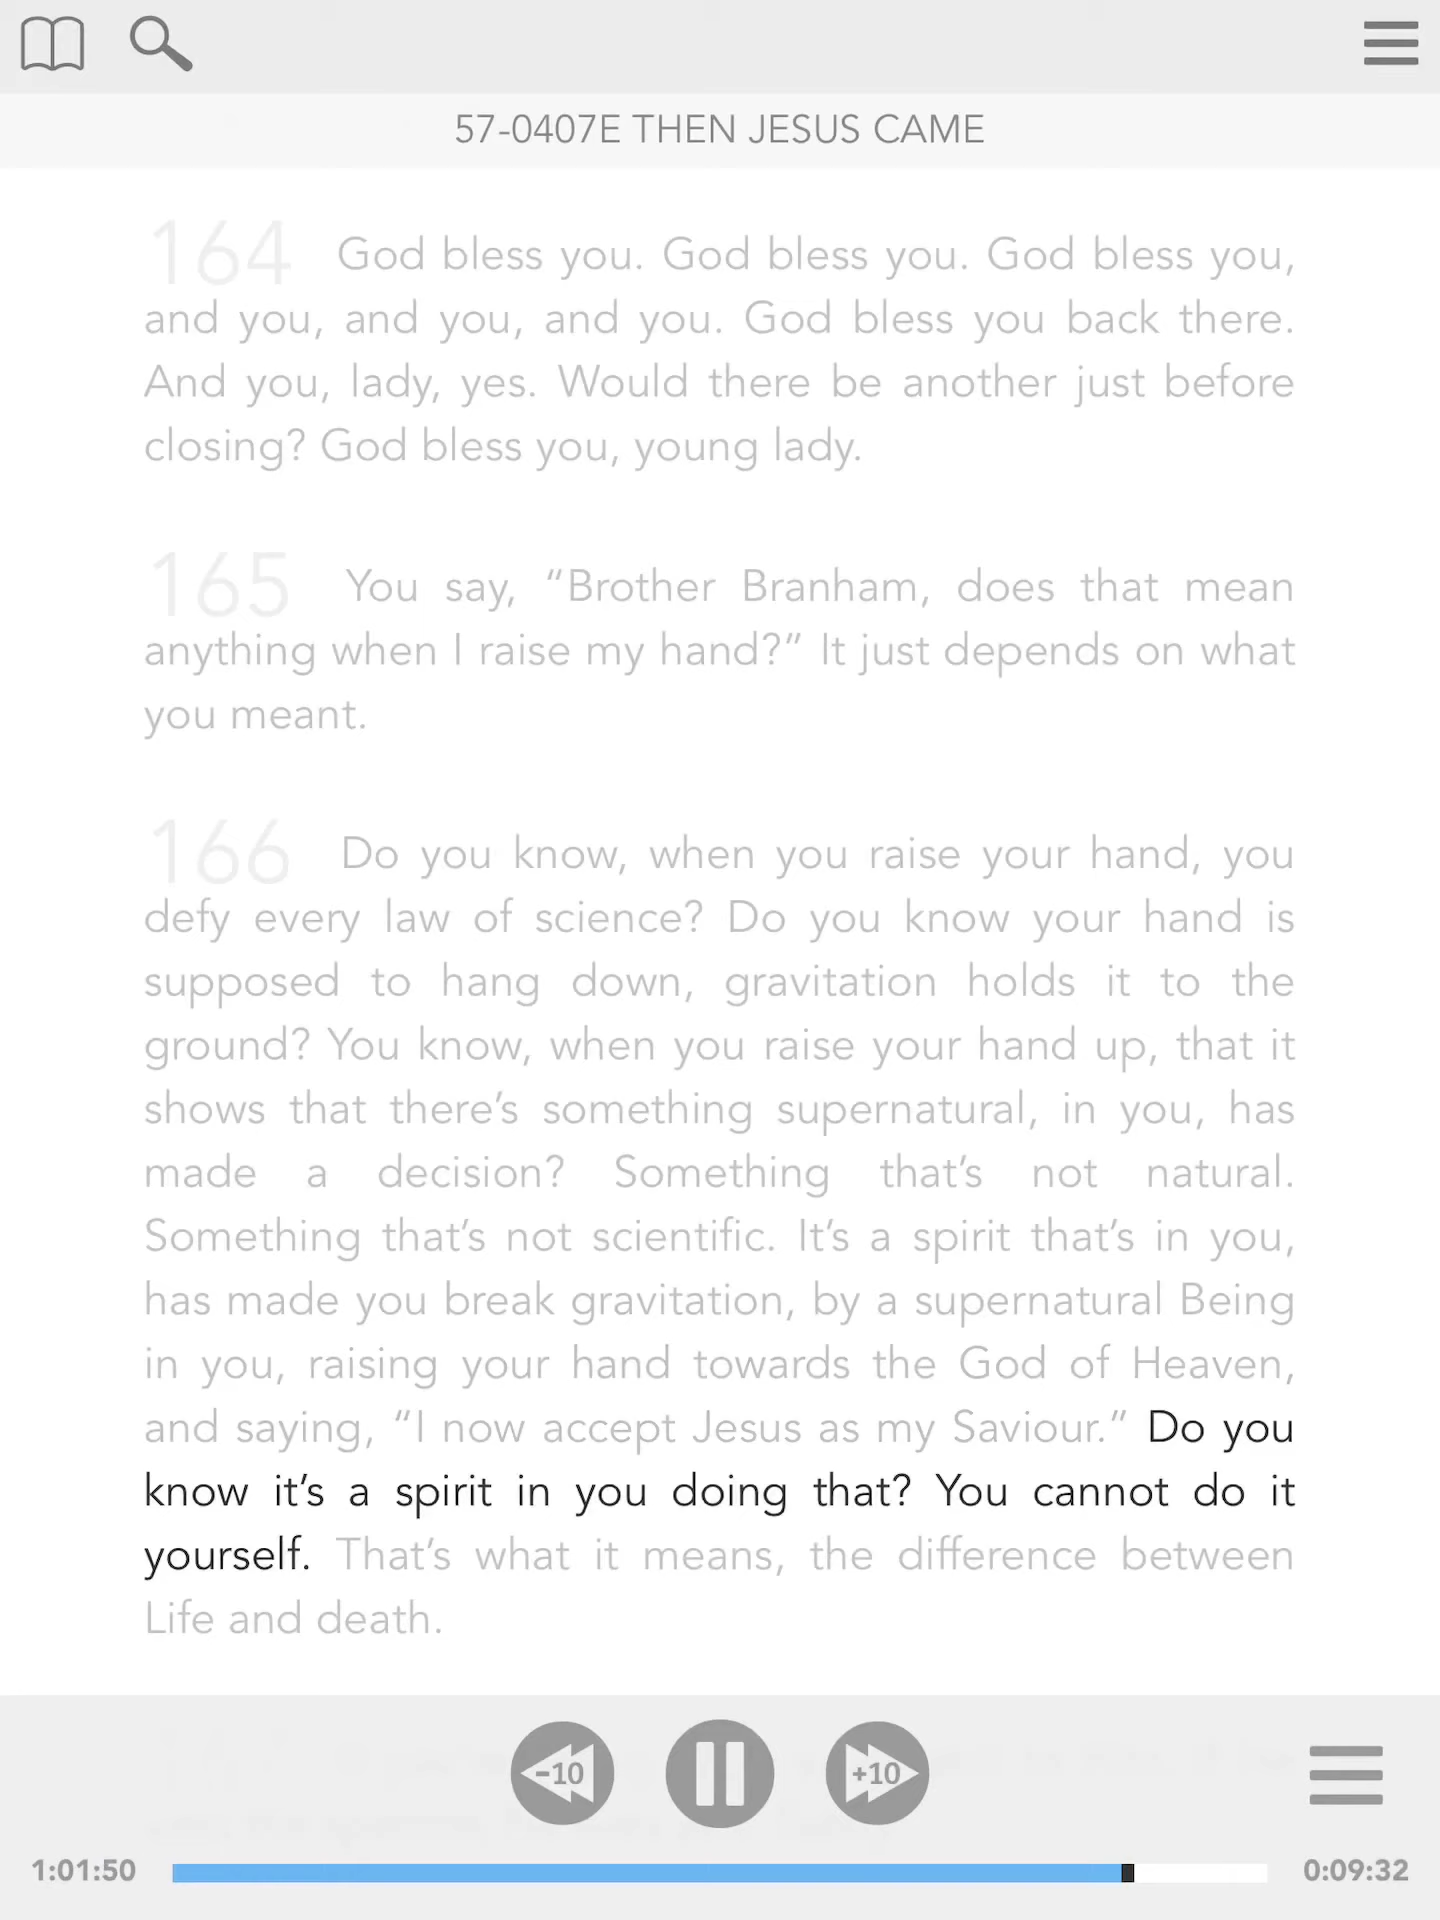 57-0407E THEN JESUS CAME
164 God bless you. God bless you. God bless you,
and you, and you, and you. God bless you back there.
And you, lady, yes. Would there be another just before
closing? God bless you, young lady.
165 You say, “Brother Branham, does that mean
anything when I raise my hand?” It just depends on what
you meant.
166 Do you know, when you raise your hand, you
defy every law of science? Do you know your hand is
supposed to hang down, gravitation holds it to the
ground? You know, when you raise your hand up, that it
shows that there’s something supernatural, in you, has
made a decision? Something that’s not natural.
Something that’s not scientific. It’s a spirit that’s in you,
has made you break gravitation, by a supernatural Being
in you, raising your hand towards the God of Heaven,
and saying, “I now accept Jesus as my Saviour.” Do you
know it’s a spirit in you doing that? You cannot do it
yourself. That’s what it means, the difference between
Life and death.
-10 +10
1:01:50 0:09:32